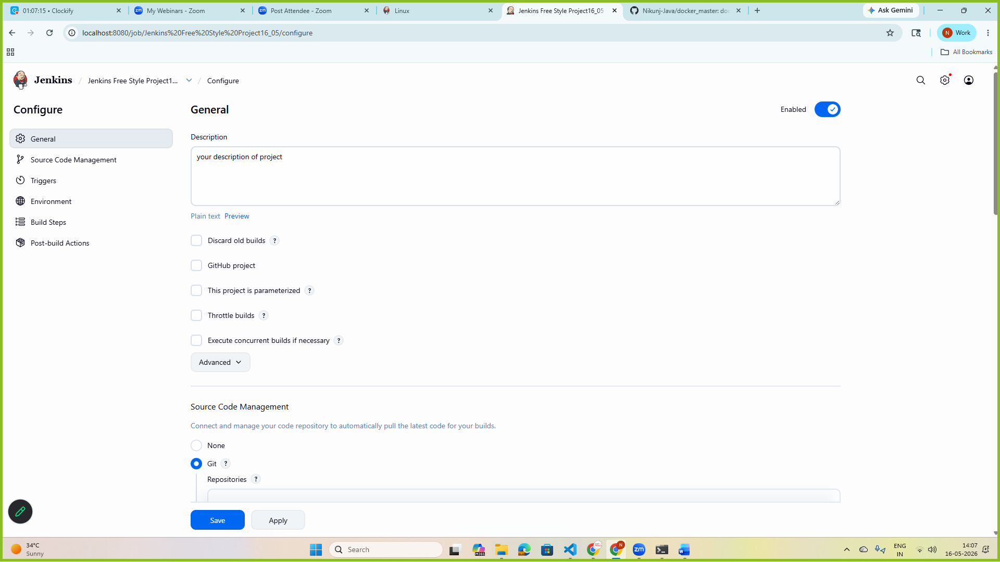 01:07:15 • Clockify
My Webinars - Zoom
Post Attendee - Zoom
Linux
Jenkins Free Style Project16_05
Nikunj-Java/docker_master: doc
Ask Gemini
localhost:8080/job/Jenkins%20Free%20Style%20Project16_05/configure
N Work
All Bookmarks
Jenkins / Jenkins Free Style Project1... / Configure
Configure
General
Source Code Management
Triggers
Environment
Build Steps
Post-build Actions
General
Enabled
Description
your description of project
Plain text Preview
Discard old builds ?
GitHub project
This project is parameterized ?
Throttle builds ?
Execute concurrent builds if necessary ?
Advanced
Source Code Management
Connect and manage your code repository to automatically pull the latest code for your builds.
None
Git ?
Repositories ?
Save
Apply
34°C
Sunny
Search
M365
N
zm
W
ENG
IN
14:07
16-05-2026